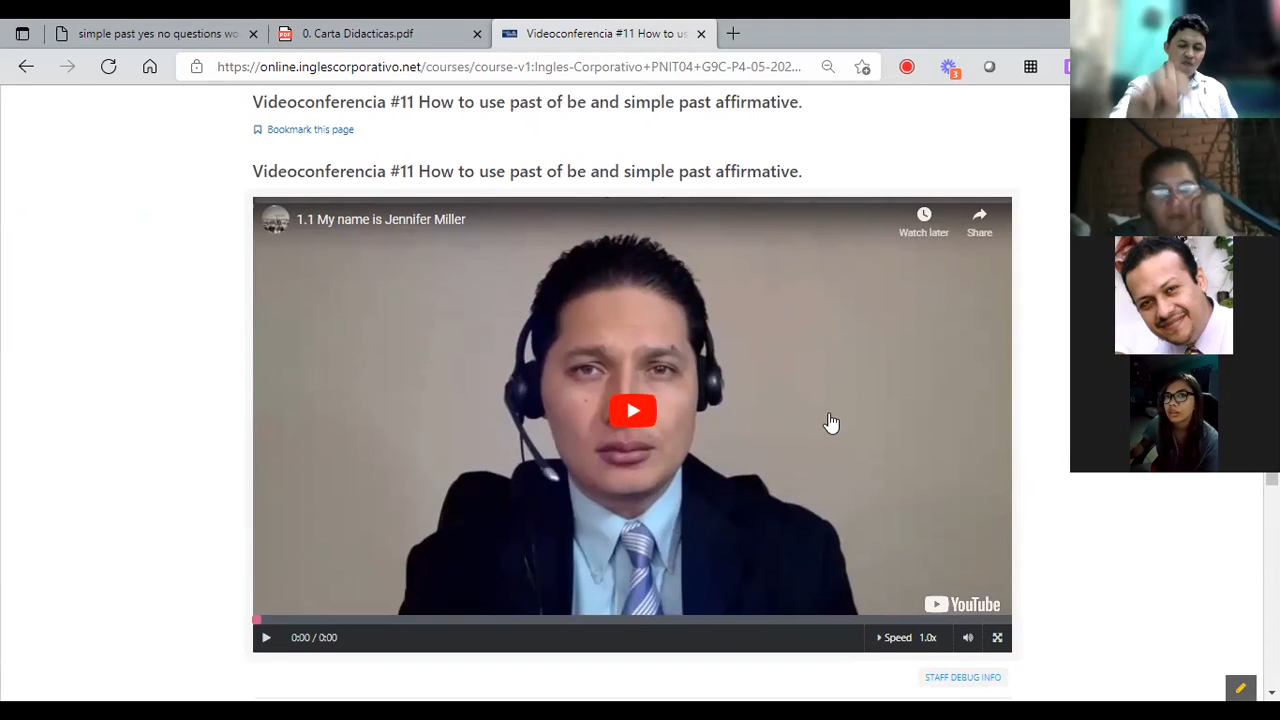 simple past yes no questions wo
0. Carta Didacticas.pdf
Videoconferencia #11 How to us
https://online.inglescorporativo.net/courses/course-v1:Ingles-Corporativo+PNIT04+G9C-P4-05-202...
3
Videoconferencia #11 How to use past of be and simple past affirmative.
Bookmark this page
Videoconferencia #11 How to use past of be and simple past affirmative.
1.1 My name is Jennifer Miller
Watch later
Share
YouTube
0:00 / 0:00
Speed 1.0x
STAFF DEBUG INFO